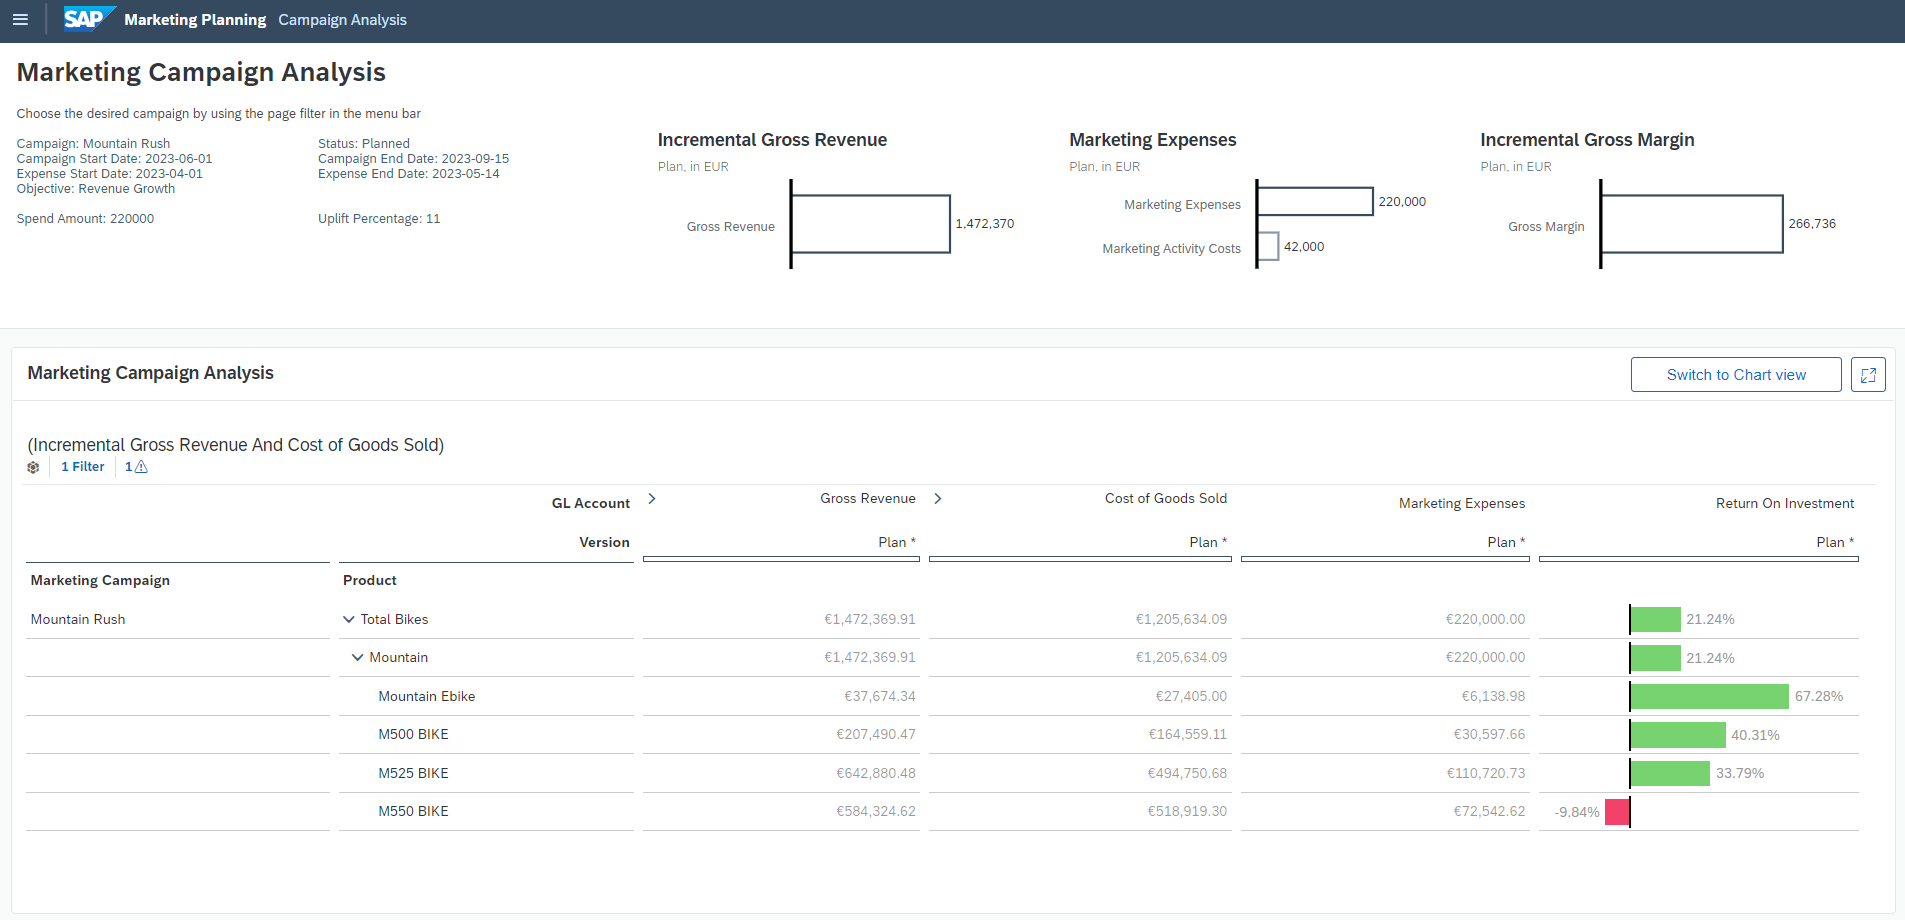 SAP Marketing Planning Campaign Analysis
Marketing Campaign Analysis
Choose the desired campaign by using the page filter in the menu bar
Campaign: Mountain Rush
Campaign Start Date: 2023-06-01
Expense Start Date: 2023-04-01
Objective: Revenue Growth
Spend Amount: 220000
Status: Planned
Campaign End Date: 2023-09-15
Expense End Date: 2023-05-14
Uplift Percentage: 11
Incremental Gross Revenue
Plan, in EUR
Gross Revenue 1,472,370
Marketing Expenses
Plan, in EUR
Marketing Expenses 220,000
Marketing Activity Costs 42,000
Incremental Gross Margin
Plan, in EUR
Gross Margin 266,736
Marketing Campaign Analysis
Switch to Chart view
(Incremental Gross Revenue And Cost of Goods Sold)
1 Filter 1
GL Account Gross Revenue Cost of Goods Sold Marketing Expenses Return On Investment
Version Plan * Plan * Plan * Plan *
Marketing Campaign Product
Mountain Rush Total Bikes €1,472,369.91 €1,205,634.09 €220,000.00 21.24%
Mountain €1,472,369.91 €1,205,634.09 €220,000.00 21.24%
Mountain Ebike €37,674.34 €27,405.00 €6,138.98 67.28%
M500 BIKE €207,490.47 €164,559.11 €30,597.66 40.31%
M525 BIKE €642,880.48 €494,750.68 €110,720.73 33.79%
M550 BIKE €584,324.62 €518,919.30 €72,542.62 -9.84%